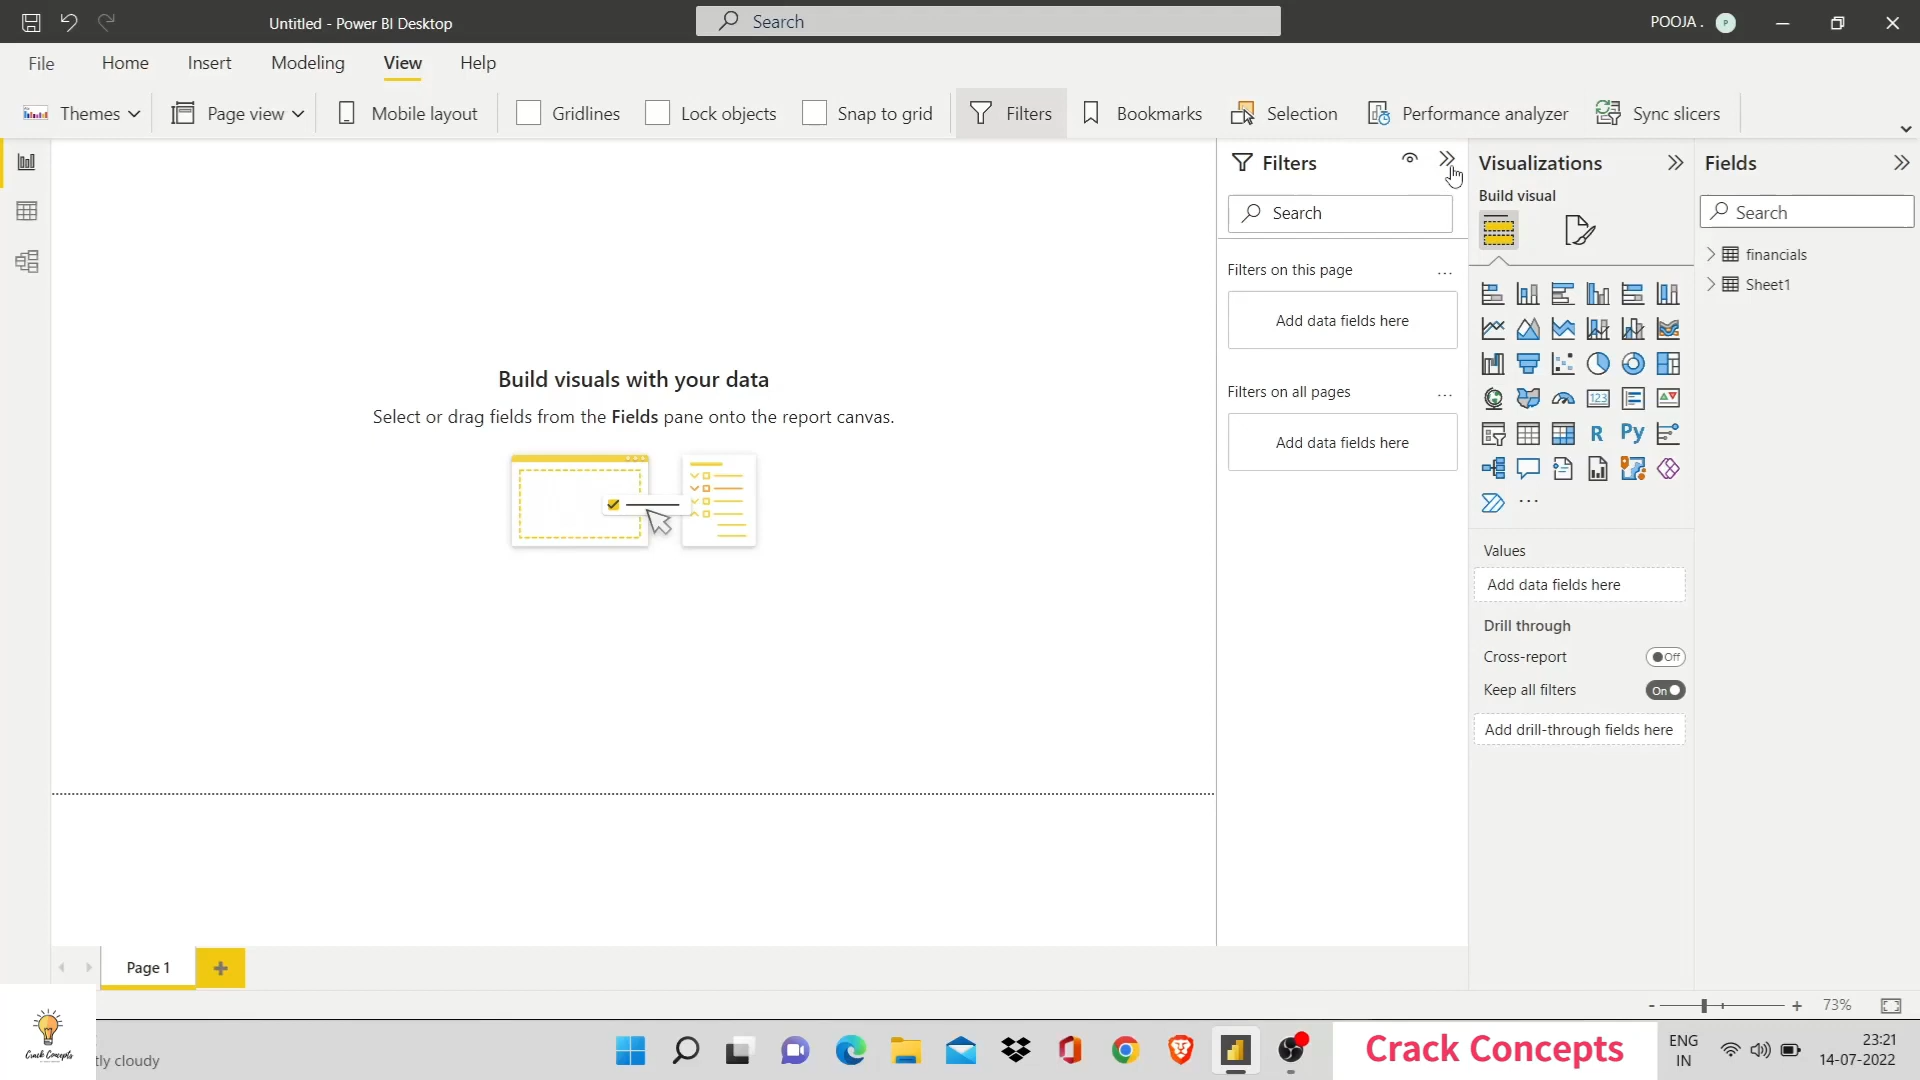 Untitled - Power BI Desktop
Search
POOJA .
P
File
Home
Insert
Modeling
View
Help
Themes
Page view
Mobile layout
Gridlines
Lock objects
Snap to grid
Filters
Bookmarks
Selection
Performance analyzer
Sync slicers
Build visuals with your data
Select or drag fields from the Fields pane onto the report canvas.
Filters
Search
Filters on this page
...
Add data fields here
Filters on all pages
...
Add data fields here
Visualizations
Build visual
123
R
Py
...
Values
Add data fields here
Drill through
Cross-report
Off
Keep all filters
On
Add drill-through fields here
Fields
Search
financials
Sheet1
Page 1
- + 73%
Crack Concepts
tly cloudy
Crack Concepts
ENG
IN
23:21
14-07-2022